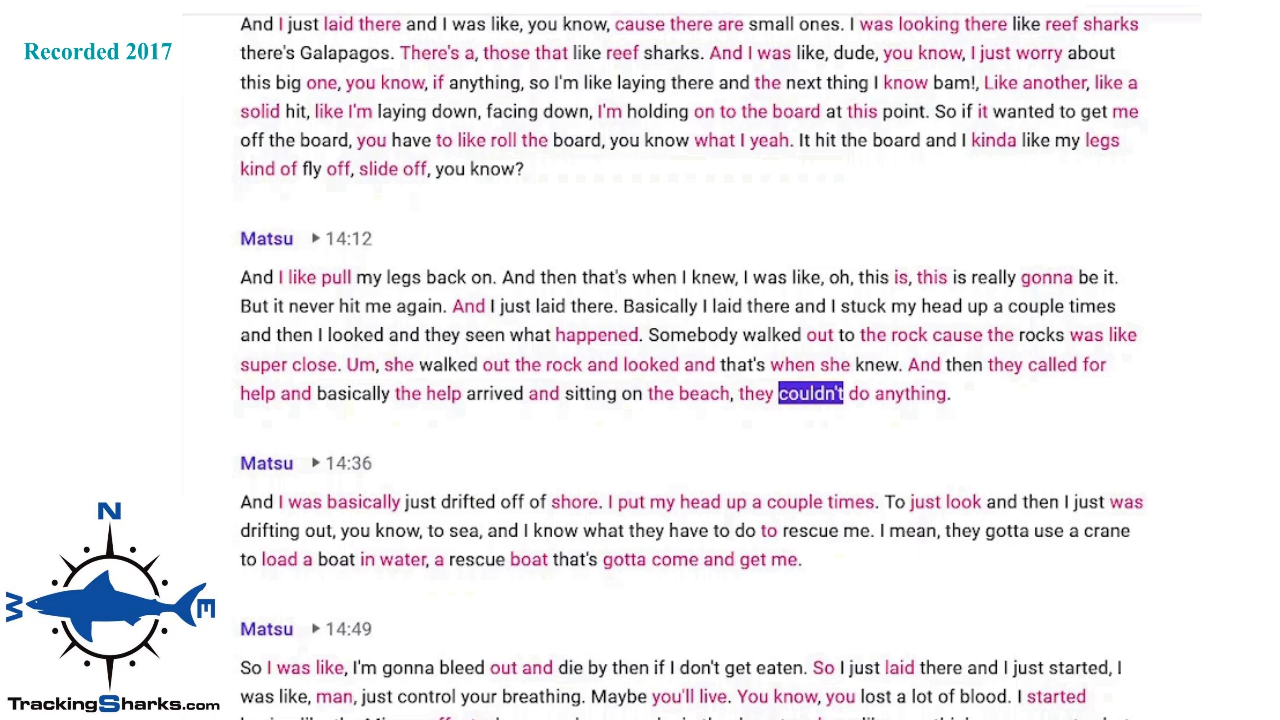 And I just laid there and I was like, you know, cause there are small ones. I was looking there like reef sharks
Recorded 2017
there's Galapagos. There's a, those that like reef sharks. And I was like, dude, you know, I just worry about
this big one, you know, if anything, so I'm like laying there and the next thing I know bam!, Like another, like a
solid hit, like I'm laying down, facing down, I'm holding on to the board at this point. So if it wanted to get me
off the board, you have to like roll the board, you know what I yeah. It hit the board and I kinda like my legs
kind of fly off, slide off, you know?
Matsu 14:12
And I like pull my legs back on. And then that's when I knew, I was like, oh, this is, this is really gonna be it.
But it never hit me again. And I just laid there. Basically I laid there and I stuck my head up a couple times
and then I looked and they seen what happened. Somebody walked out to the rock cause the rocks was like
super close. Um, she walked out the rock and looked and that's when she knew. And then they called for
help and basically the help arrived and sitting on the beach, they couldn't do anything.
Matsu 14:36
And I was basically just drifted off of shore. I put my head up a couple times. To just look and then I just was
drifting out, you know, to sea, and I know what they have to do to rescue me. I mean, they gotta use a crane
to load a boat in water, a rescue boat that's gotta come and get me.
Matsu 14:49
So I was like, I'm gonna bleed out and die by then if I don't get eaten. So I just laid there and I just started, I
was like, man, just control your breathing. Maybe you'll live. You know, you lost a lot of blood. I started
N
W
E
TrackingSharks.com